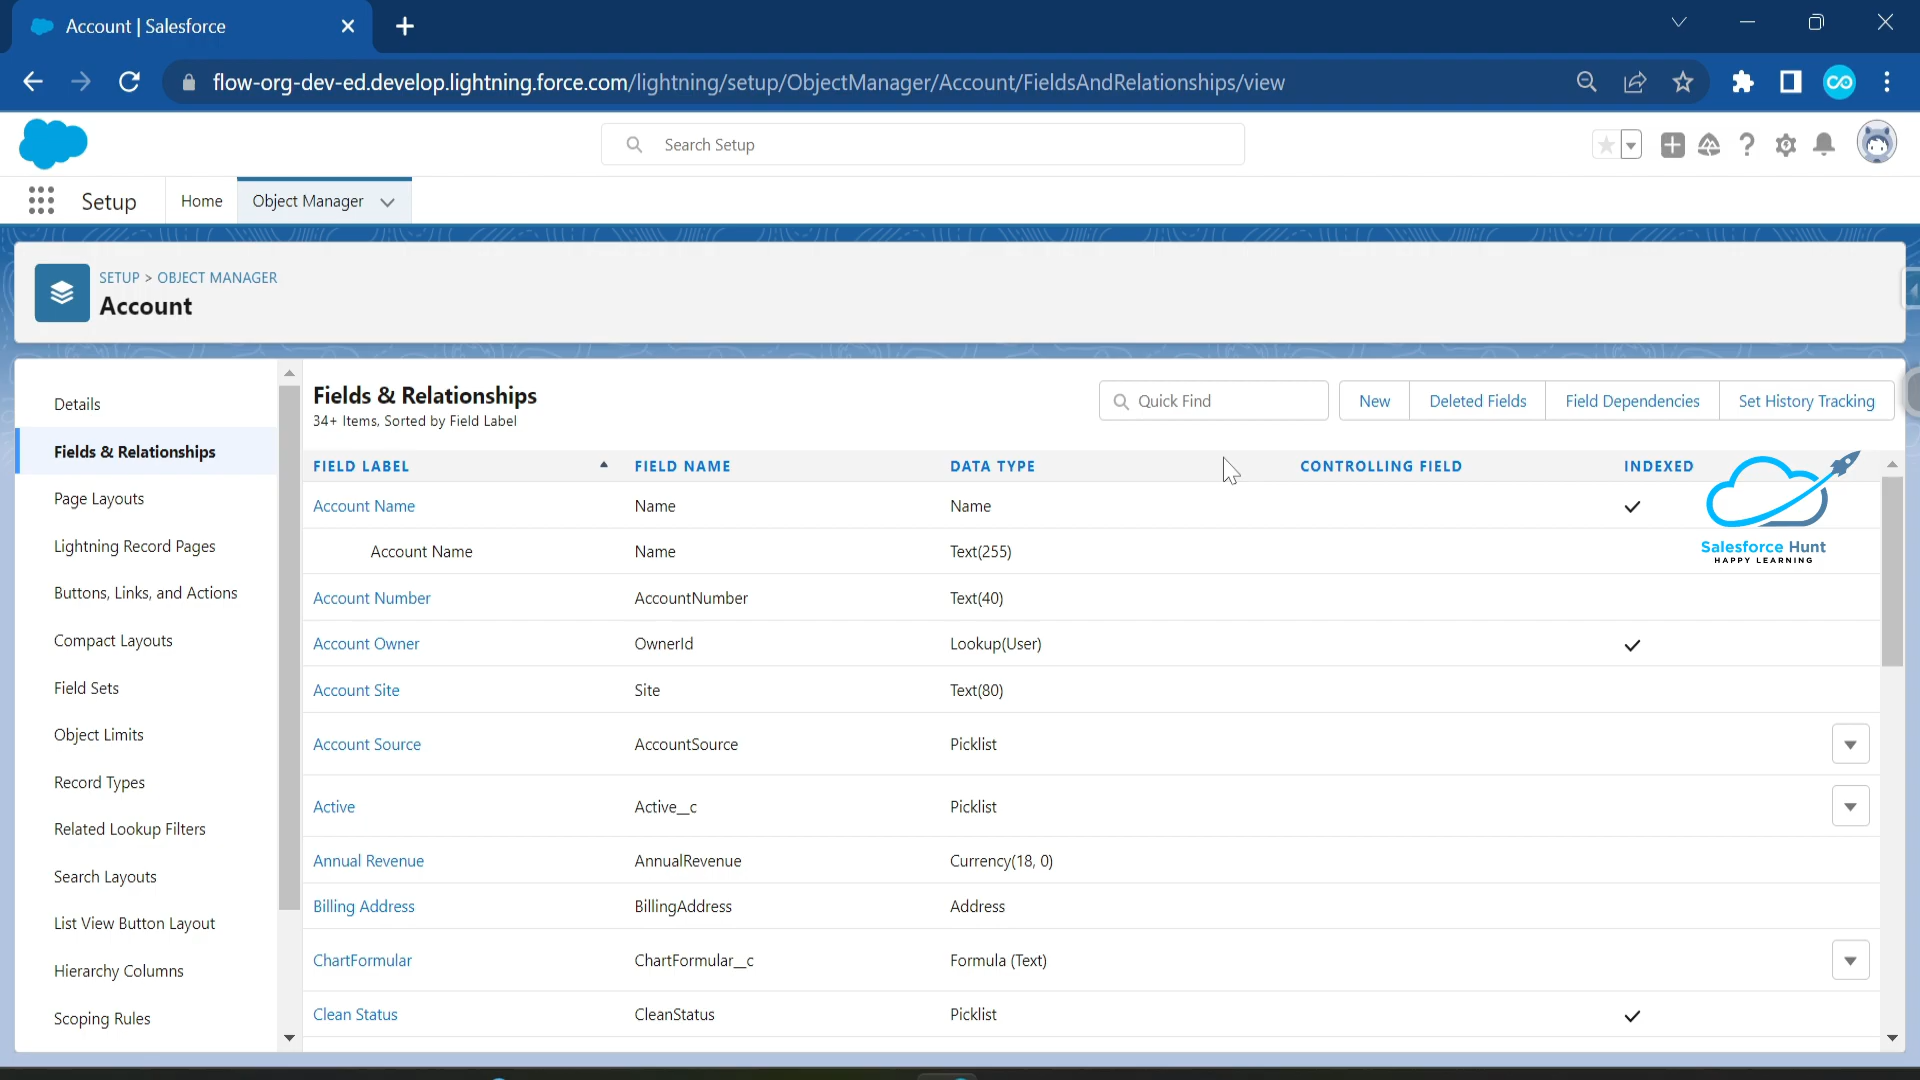 Account | Salesforce
flow-org-dev-ed.develop.lightning.force.com/lightning/setup/ObjectManager/Account/FieldsAndRelationships/view
Search Setup
Setup
Home
Object Manager
SETUP > OBJECT MANAGER
Account
Details
Fields & Relationships
Page Layouts
Lightning Record Pages
Buttons, Links, and Actions
Compact Layouts
Field Sets
Object Limits
Record Types
Related Lookup Filters
Search Layouts
List View Button Layout
Hierarchy Columns
Scoping Rules
Fields & Relationships
34+ Items, Sorted by Field Label
Quick Find
New
Deleted Fields
Field Dependencies
Set History Tracking
FIELD LABEL FIELD NAME DATA TYPE CONTROLLING FIELD INDEXED
Account Name Name Name
Account Name Name Text(255)
Account Number AccountNumber Text(40)
Account Owner OwnerId Lookup(User)
Account Site Site Text(80)
Account Source AccountSource Picklist
Active Active__c Picklist
Annual Revenue AnnualRevenue Currency(18, 0)
Billing Address BillingAddress Address
ChartFormular ChartFormular__c Formula (Text)
Clean Status CleanStatus Picklist
Salesforce Hunt
HAPPY LEARNING